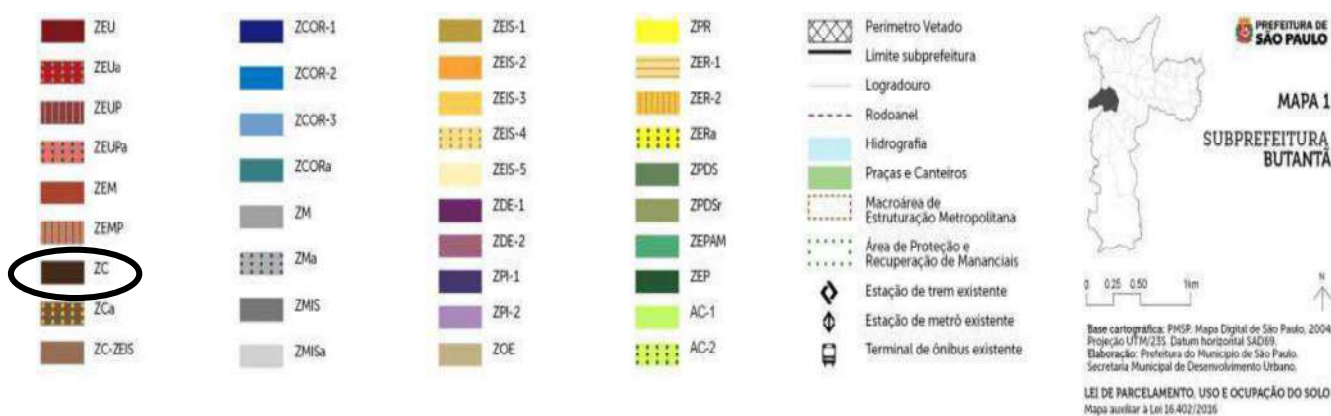 ZEU
ZEUa
ZEUP
ZEUPa
ZEM
ZEMP
ZC
ZCa
ZC-ZEIS
ZCOR-1
ZCOR-2
ZCOR-3
ZCORa
ZM
ZMa
ZMIS
ZMISa
ZEIS-1
ZEIS-2
ZEIS-3
ZEIS-4
ZEIS-5
ZDE-1
ZDE-2
ZPI-1
ZPI-2
ZOE
ZPR
ZER-1
ZER-2
ZERa
ZPDS
ZPDSr
ZEPAM
ZEP
AC-1
AC-2
Perímetro Vetado
Limite subprefeitura
Logradouro
Rodoanel
Hidrografia
Praças e Canteiros
Macroárea de
Estruturação Metropolitana
Área de Proteção e
Recuperação de Mananciais
Estação de trem existente
Estação de metrô existente
Terminal de ônibus existente
PREFEITURA DE
SÃO PAULO
MAPA 1
SUBPREFEITURA
BUTANTÃ
0 0.25 0.50 1km
N
Base cartográfica: PMSP. Mapa Digital de São Paulo, 2004
Projeção UTM/23S. Datum horizontal SAD69.
Elaboração: Prefeitura do Município de São Paulo.
Secretaria Municipal de Desenvolvimento Urbano.
LEI DE PARCELAMENTO, USO E OCUPAÇÃO DO SOLO
Mapa auxiliar à Lei 16.402/2016